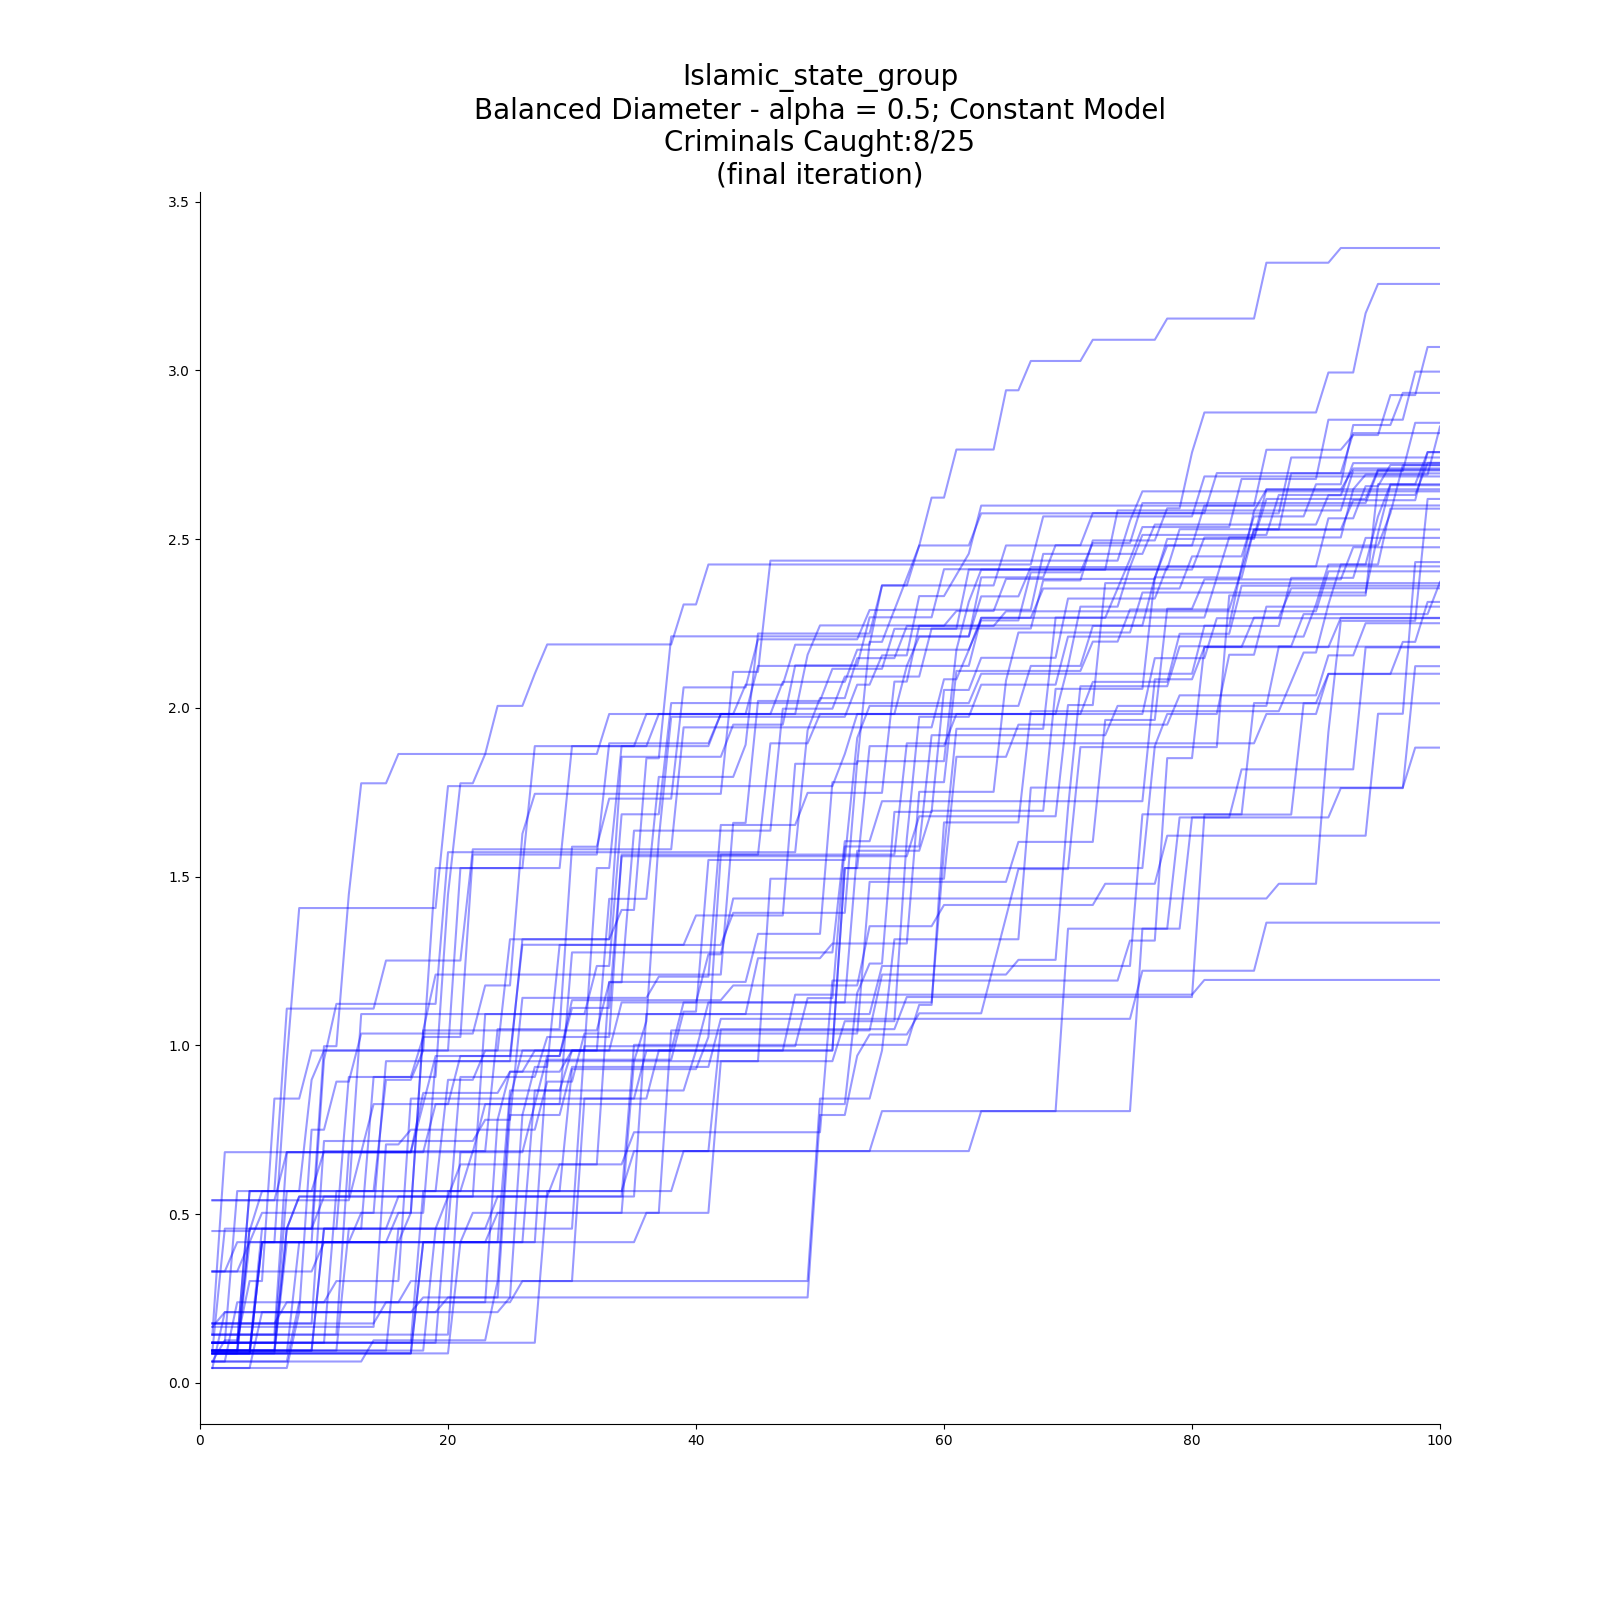 Islamic_state_group
Balanced Diameter - alpha = 0.5; Constant Model
Criminals Caught:8/25
(final iteration)
3.5
3.0
2.5
2.0
1.5
1.0
0.5
0.0
0 20 40 60 80 100